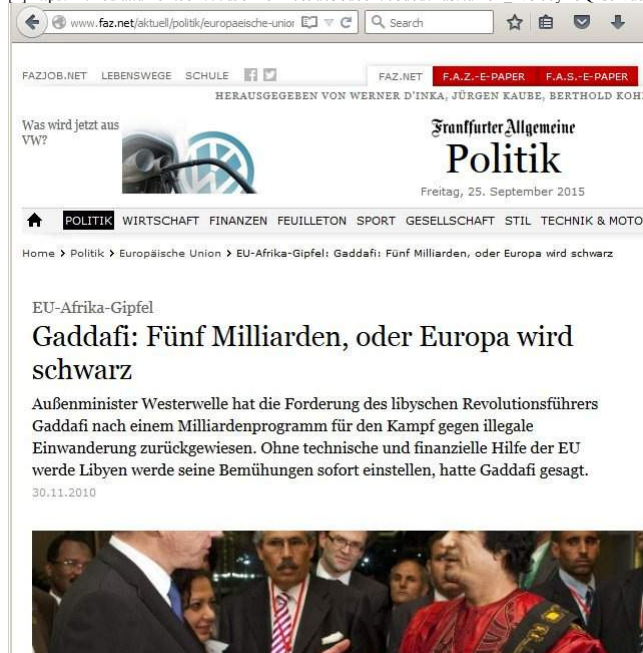 www.faz.net/aktuell/politik/europaeische-union
Search
FAZJOB.NET LEBENSWEGE SCHULE
FAZ.NET F.A.Z.-E-PAPER F.A.S.-E-PAPER
HERAUSGEGEBEN VON WERNER D'INKA, JÜRGEN KAUBE, BERTHOLD KOH
Was wird jetzt aus
VW?
Frankfurter Allgemeine
Politik
Freitag, 25. September 2015
POLITIK WIRTSCHAFT FINANZEN FEUILLETON SPORT GESELLSCHAFT STIL TECHNIK & MOTO
Home > Politik > Europäische Union > EU-Afrika-Gipfel: Gaddafi: Fünf Milliarden, oder Europa wird schwarz
EU-Afrika-Gipfel
Gaddafi: Fünf Milliarden, oder Europa wird
schwarz
Außenminister Westerwelle hat die Forderung des libyschen Revolutionsführers
Gaddafi nach einem Milliardenprogramm für den Kampf gegen illegale
Einwanderung zurückgewiesen. Ohne technische und finanzielle Hilfe der EU
werde Libyen werde seine Bemühungen sofort einstellen, hatte Gaddafi gesagt.
30.11.2010